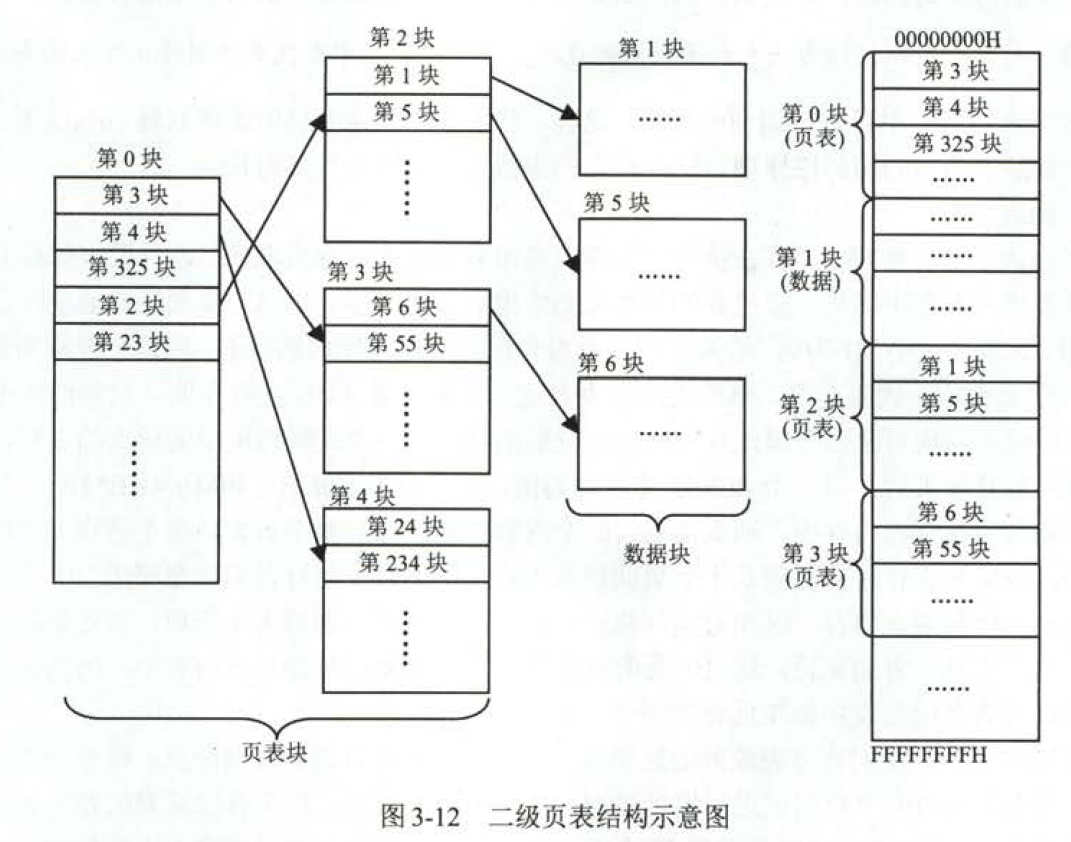 第 0 块
第 3 块
第 4 块
第 325 块
第 2 块
第 23 块
⋮
页表块
第 2 块
第 1 块
第 5 块
⋮
第 3 块
第 6 块
第 55 块
⋮
第 4 块
第 24 块
第 234 块
⋮
第 1 块
……
第 5 块
……
第 6 块
……
数据块
00000000H
第 0 块
(页表)
第 3 块
第 4 块
第 325 块
……
第 1 块
(数据)
……
……
……
第 2 块
(页表)
第 1 块
第 5 块
……
第 3 块
(页表)
第 6 块
第 55 块
……
……
FFFFFFFFH
图 3-12 二级页表结构示意图